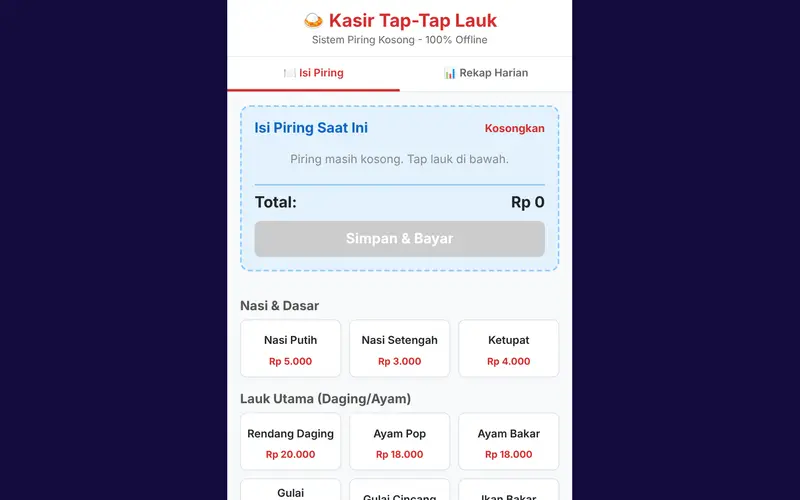 Kasir Tap-Tap Lauk
Sistem Piring Kosong - 100% Offline
Isi Piring
Rekap Harian
Isi Piring Saat Ini
Kosongkan
Piring masih kosong. Tap lauk di bawah.
Total:
Rp 0
Simpan & Bayar
Nasi & Dasar
Nasi Putih
Nasi Setengah
Ketupat
Rp 5.000
Rp 3.000
Rp 4.000
Lauk Utama (Daging/Ayam)
Rendang Daging
Ayam Pop
Ayam Bakar
Rp 20.000
Rp 18.000
Rp 18.000
Gulai
Gulai Cincang
Ikan Bakar